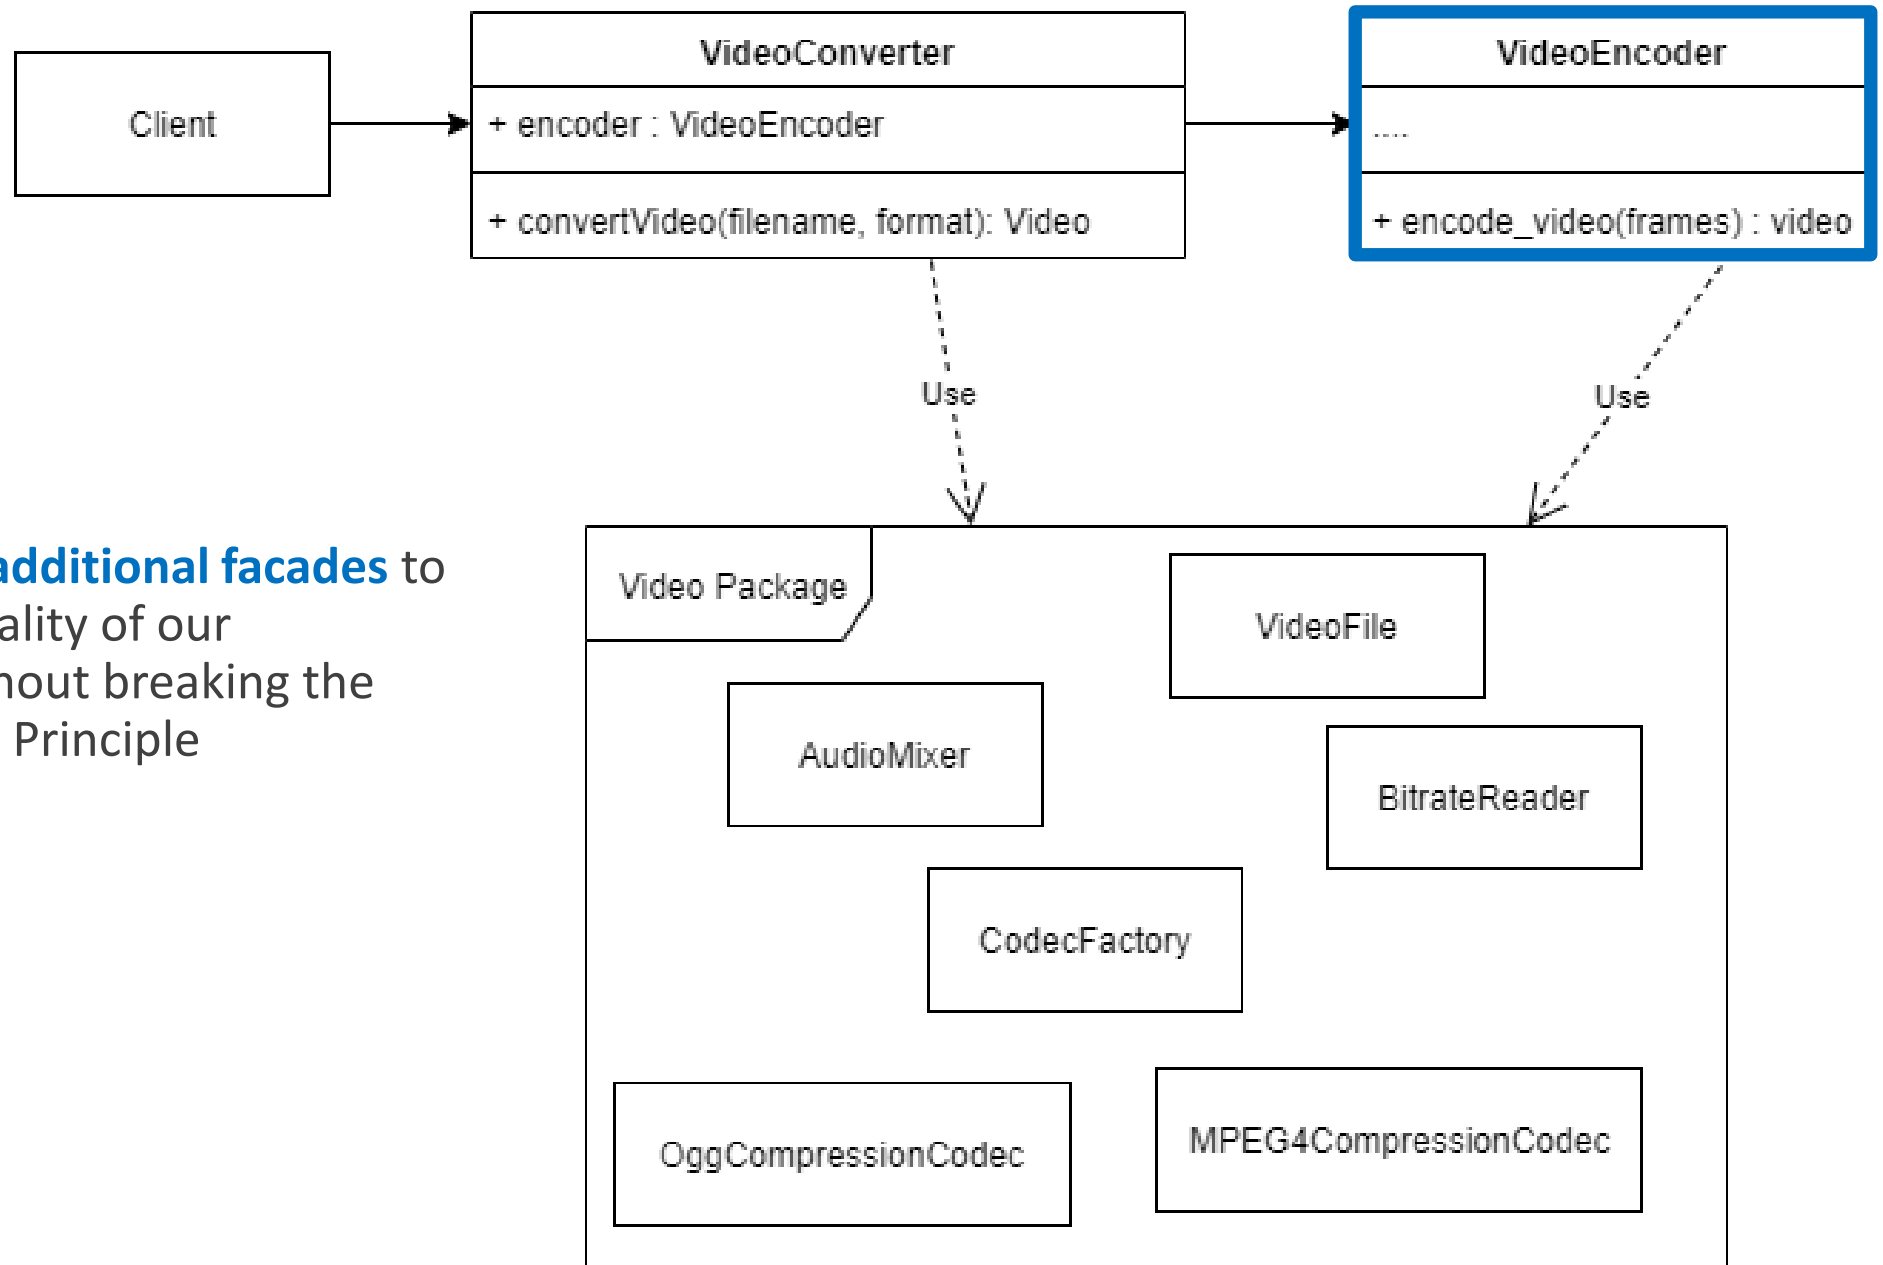 Client
VideoConverter
+ encoder : VideoEncoder
+ convertVideo(filename, format): Video
VideoEncoder
....
+ encode_video(frames) : video
Use
Use
additional facades to
ality of our
hout breaking the
Principle
Video Package
VideoFile
AudioMixer
BitrateReader
CodecFactory
OggCompressionCodec
MPEG4CompressionCodec